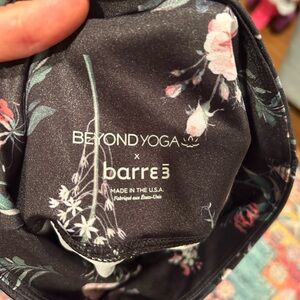 BEYOND YOGA
x
barre3
MADE IN THE U.S.A.
Fabriqué aux États-Unis